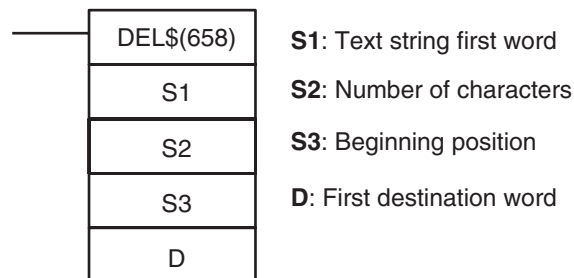 DEL$(658)
S1
S2
S3
D
S1: Text string first word
S2: Number of characters
S3: Beginning position
D: First destination word